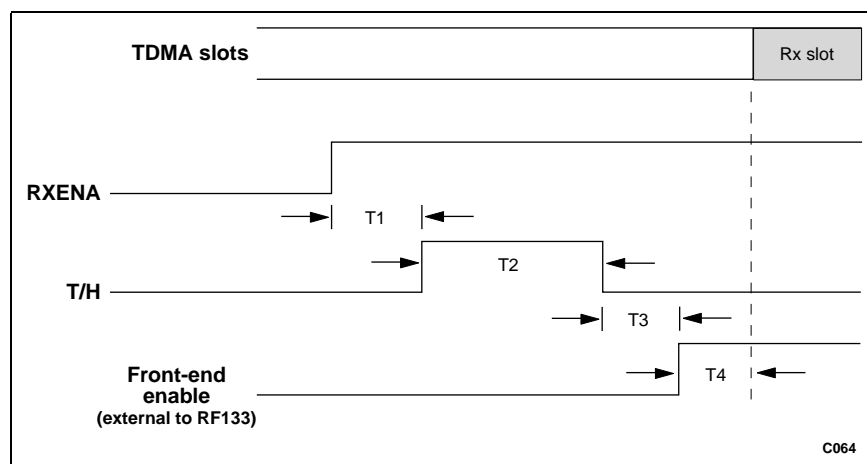 TDMA slots
Rx slot
RXENA
T1
T/H
T2
T3
Front-end
enable
(external to RF133)
T4
C064